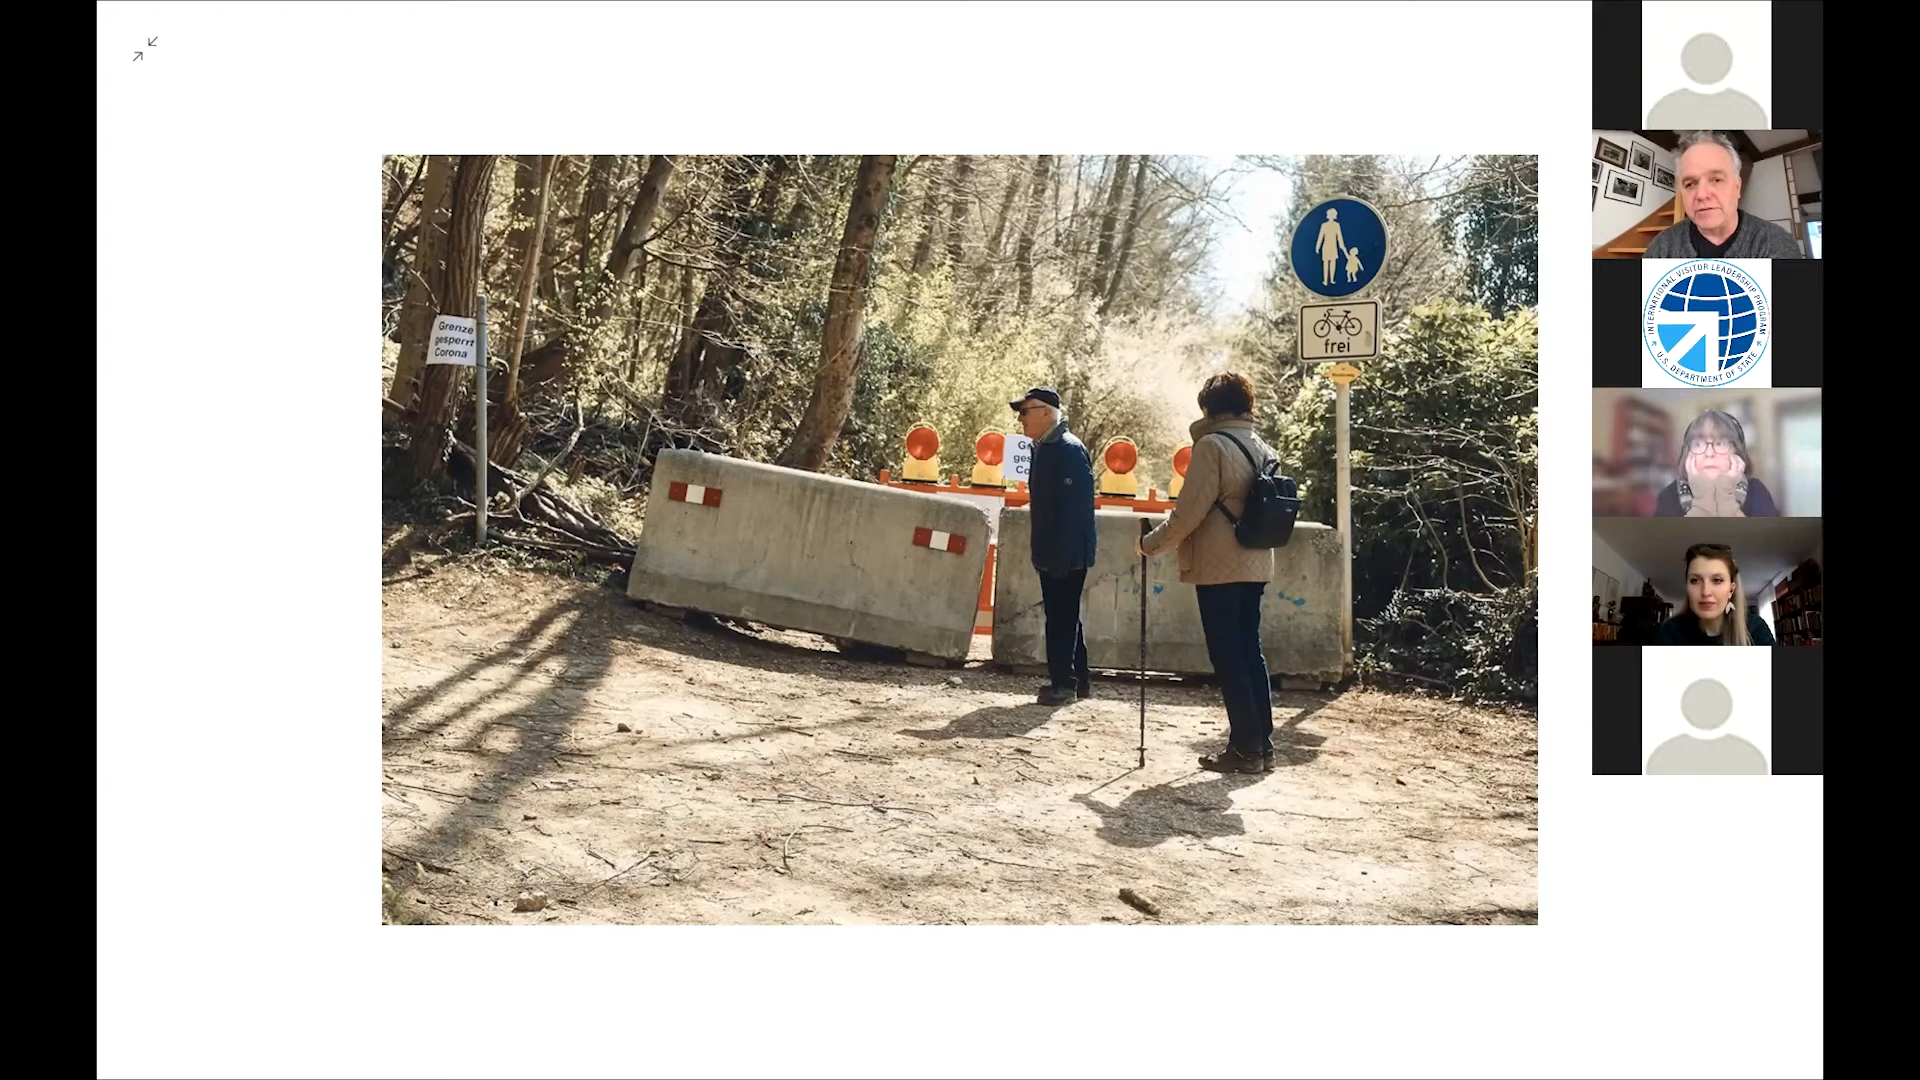 Grenze
gesperrt
Corona
frei
INTERNATIONAL VISITOR LEADERSHIP PROGRAM
U.S. DEPARTMENT OF STATE